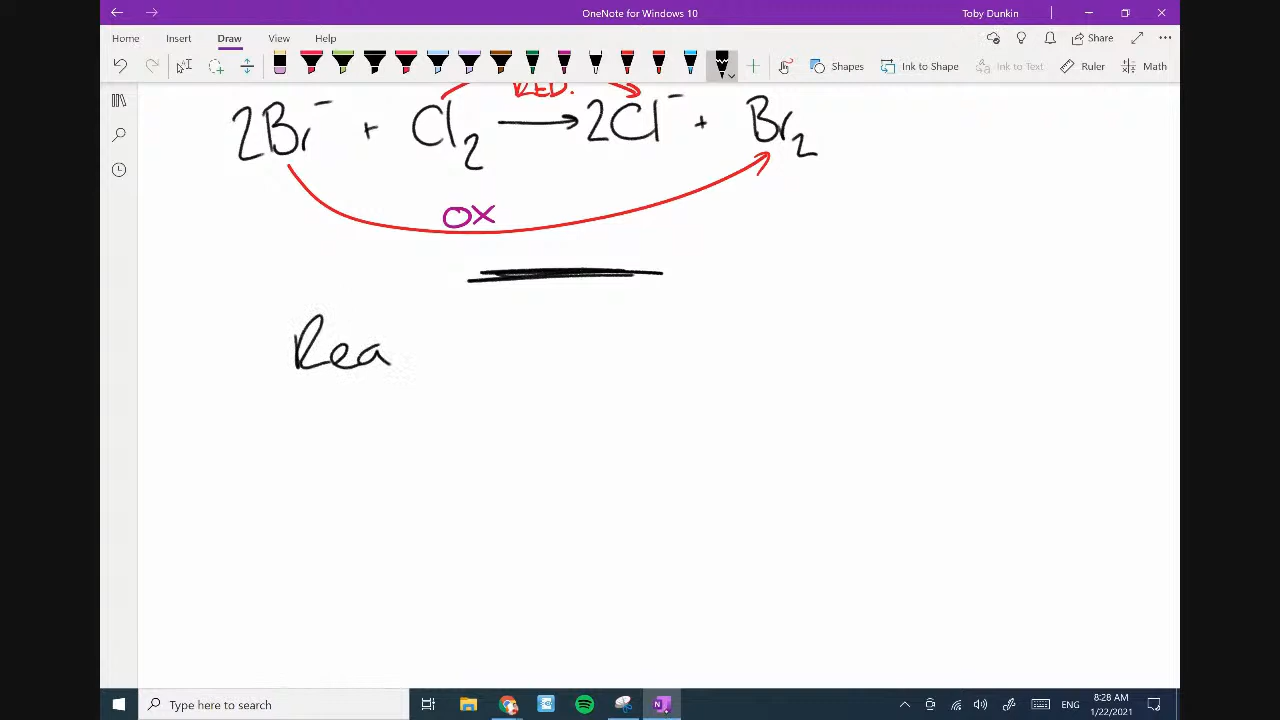 OneNote for Windows 10
Toby Dunkin
Home Insert Draw View Help
Share
Shapes Ink to Shape Ink to Text Ruler Math
RED.
2Br⁻ + Cl₂ → 2Cl⁻ + Br₂
OX
Rea
Type here to search
ENG
8:28 AM
1/22/2021